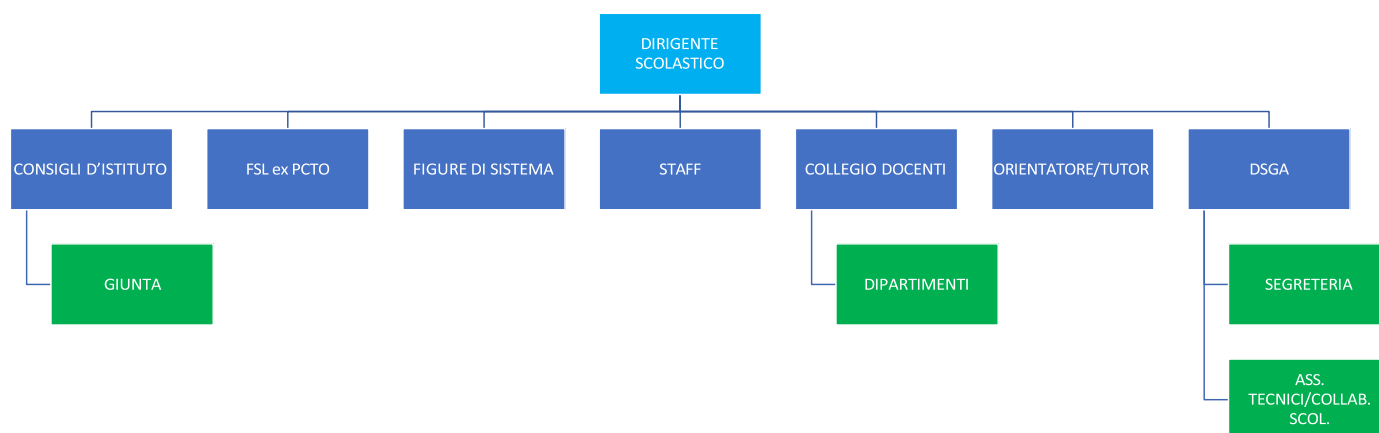 DIRIGENTE
SCOLASTICO
CONSIGLI D'ISTITUTO
FSL ex PCTO
FIGURE DI SISTEMA
STAFF
COLLEGIO DOCENTI
ORIENTATORE/TUTOR
DSGA
GIUNTA
DIPARTIMENTI
SEGRETERIA
ASS.
TECNICI/COLLAB.
SCOL.